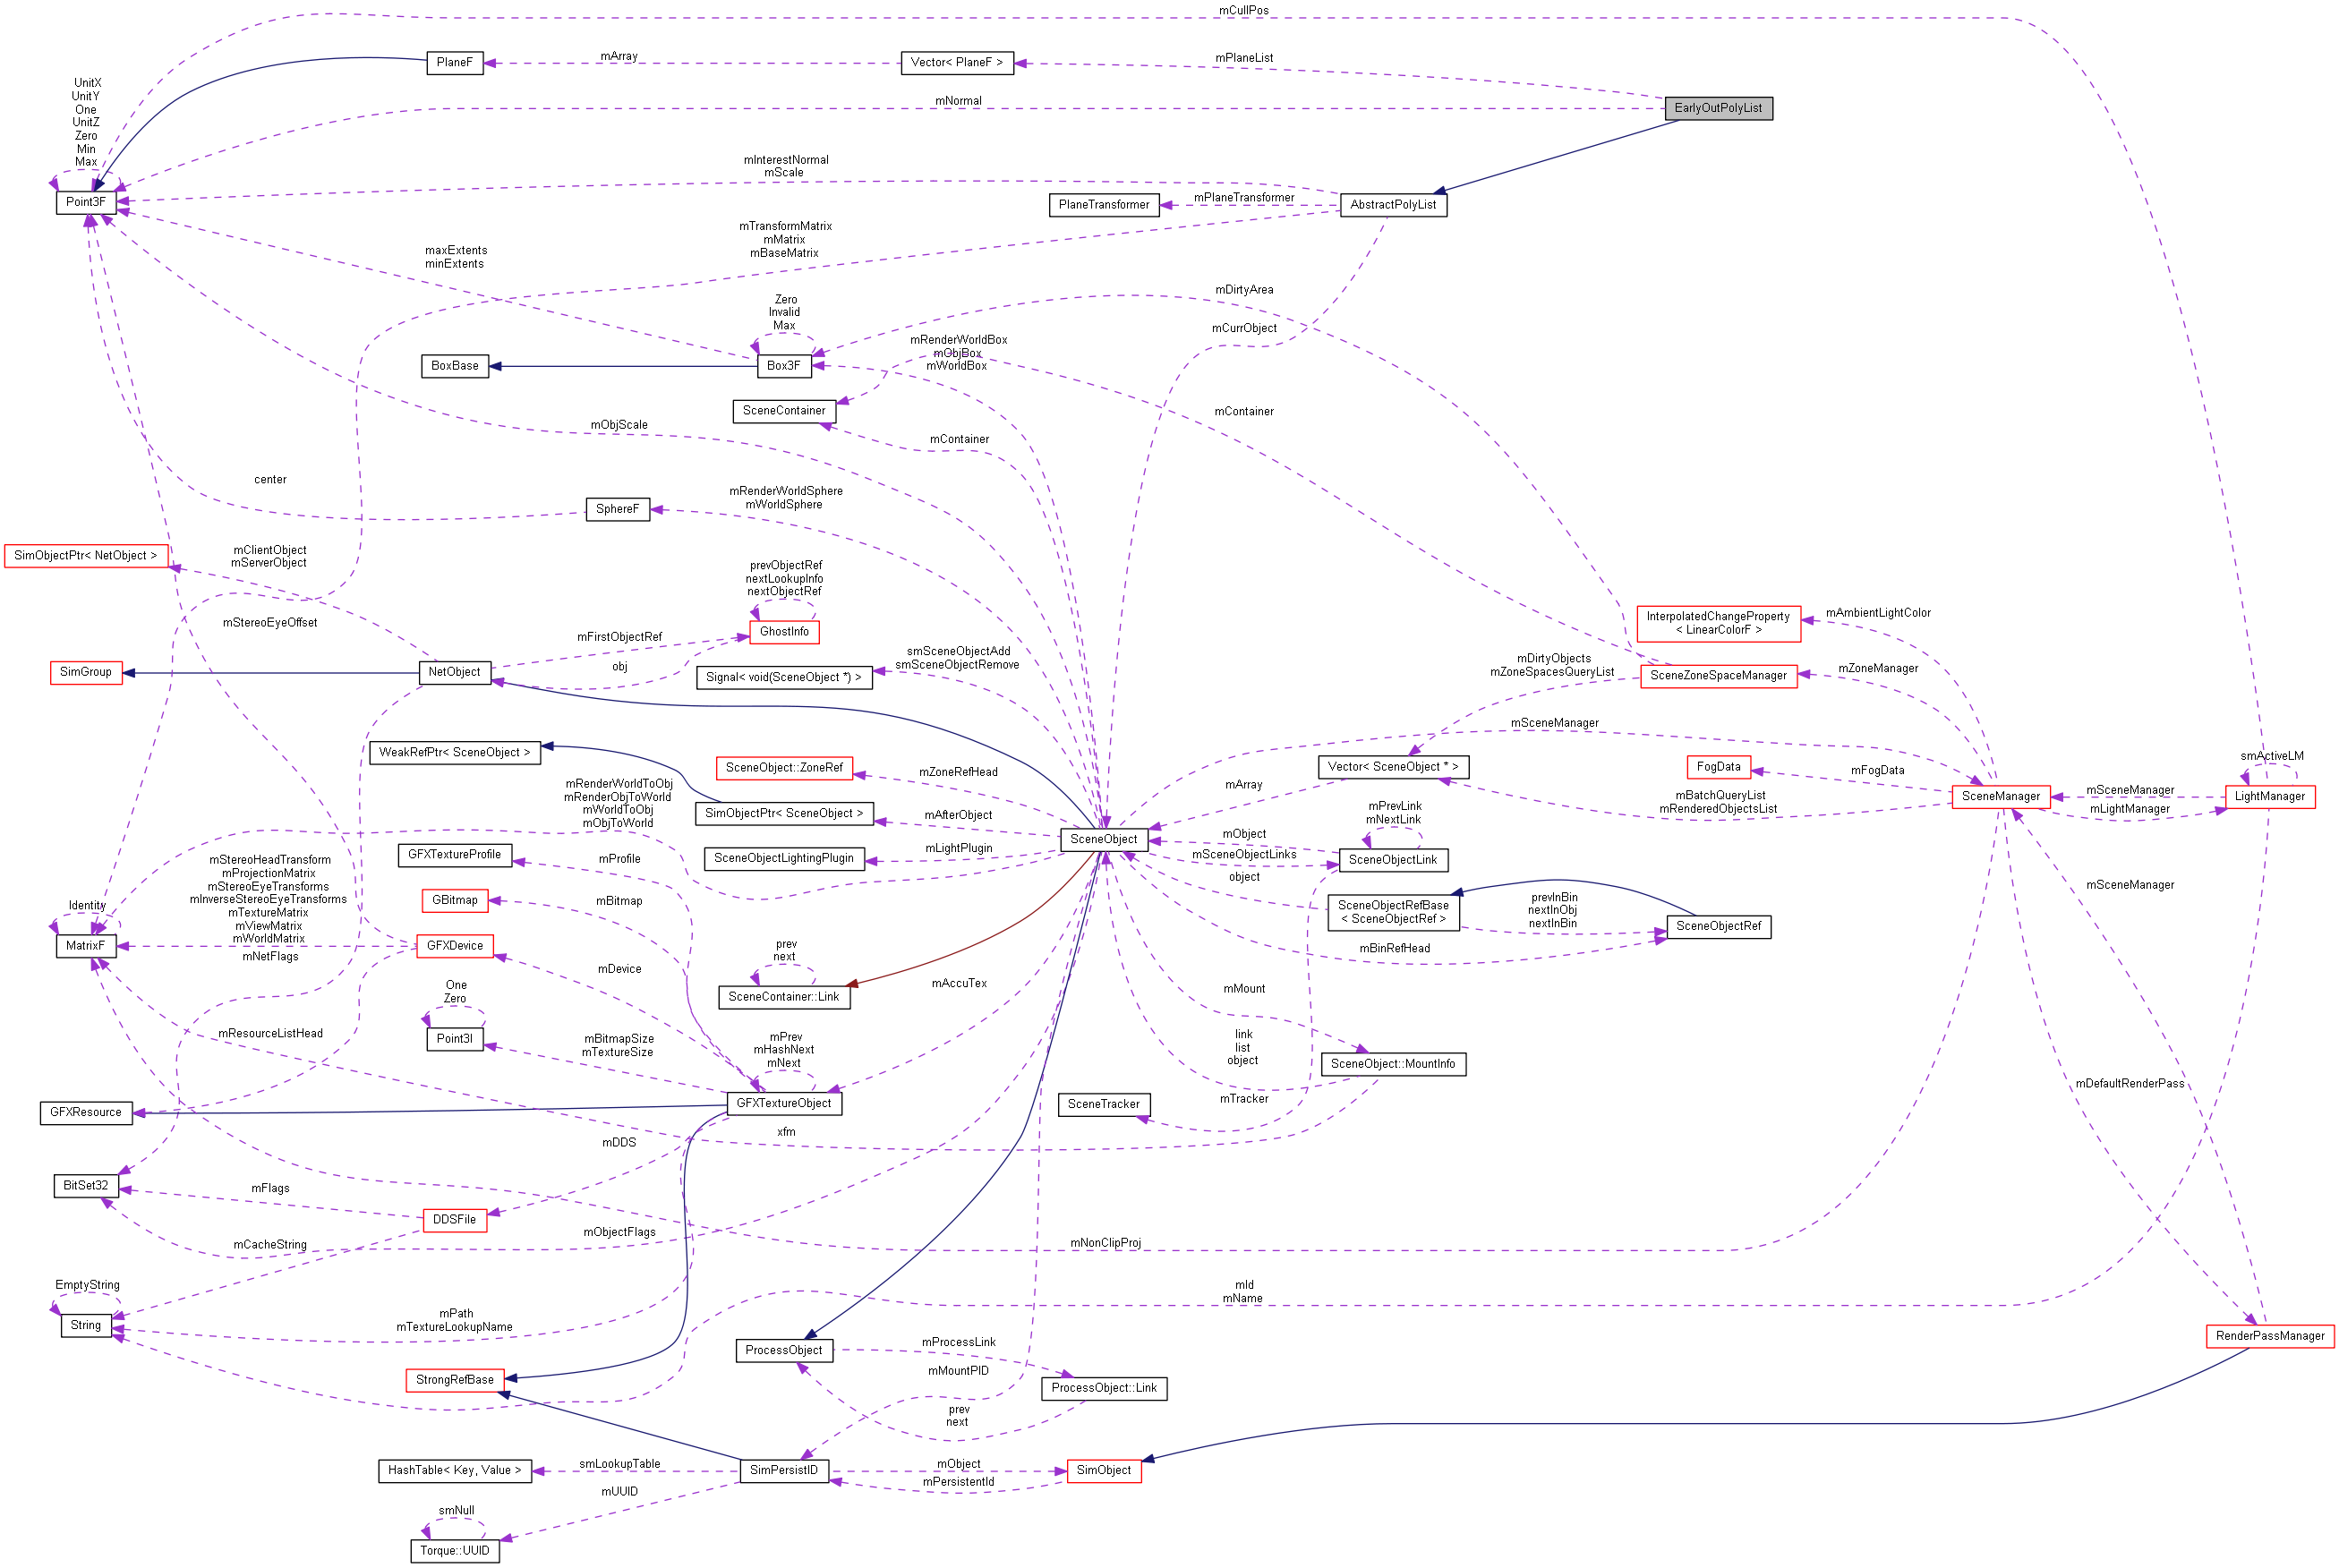 mCullPos
PlaneF
mArray
Vector< PlaneF >
mPlaneList
EarlyOutPolyList
UnitX
UnitY
One
UnitZ
Zero
Min
Max
mNormal
Point3F
mInterestNormal
mScale
PlaneTransformer
mPlaneTransformer
AbstractPolyList
maxExtents
minExtents
mTransformMatrix
mMatrix
mBaseMatrix
Zero
Invalid
Max
mDirtyArea
mCurrObject
BoxBase
Box3F
mRenderWorldBox
mObjBox
mWorldBox
SceneContainer
mContainer
mContainer
mObjScale
center
SphereF
mRenderWorldSphere
mWorldSphere
SimObjectPtr< NetObject >
mClientObject
mServerObject
prevObjectRef
nextLookupInfo
nextObjectRef
mStereoEyeOffset
mFirstObjectRef
GhostInfo
obj
InterpolatedChangeProperty
< LinearColorF >
mAmbientLightColor
SimGroup
NetObject
Signal< void(SceneObject *) >
smSceneObjectAdd
smSceneObjectRemove
mDirtyObjects
mZoneSpacesQueryList
SceneZoneSpaceManager
mZoneManager
mSceneManager
WeakRefPtr< SceneObject >
SceneObject::ZoneRef
mZoneRefHead
mArray
Vector< SceneObject * >
FogData
mFogData
smActiveLM
mBatchQueryList
mRenderedObjectsList
SceneManager
mSceneManager
mLightManager
LightManager
mRenderWorldToObj
mRenderObjToWorld
mWorldToObj
mObjToWorld
SimObjectPtr< SceneObject >
mAfterObject
SceneObject
mPrevLink
mNextLink
mObject
mSceneObjectLinks
SceneObjectLink
GFXTextureProfile
mProfile
SceneObjectLightingPlugin
mLightPlugin
object
mSceneManager
mStereoHeadTransform
mProjectionMatrix
mStereoEyeTransforms
mInverseStereoEyeTransforms
mTextureMatrix
mViewMatrix
mWorldMatrix
GBitmap
mBitmap
SceneObjectRefBase
< SceneObjectRef >
prevInBin
nextInObj
nextInBin
SceneObjectRef
Identity
MatrixF
mNetFlags
GFXDevice
mDevice
prev
next
SceneContainer::Link
mBinRefHead
mAccuTex
mMount
One
Zero
Point3I
mResourceListHead
mBitmapSize
mTextureSize
mPrev
mHashNext
mNext
link
list
object
SceneObject::MountInfo
mDefaultRenderPass
GFXResource
GFXTextureObject
SceneTracker
mTracker
xfm
mDDS
BitSet32
mFlags
DDSFile
mCacheString
mObjectFlags
mNonClipProj
EmptyString
String
mPath
mTextureLookupName
mId
mName
RenderPassManager
ProcessObject
mProcessLink
mMountPID
StrongRefBase
ProcessObject::Link
prev
next
HashTable< Key, Value >
smLookupTable
SimPersistID
mObject
mPersistentId
SimObject
mUUID
smNull
Torque::UUID